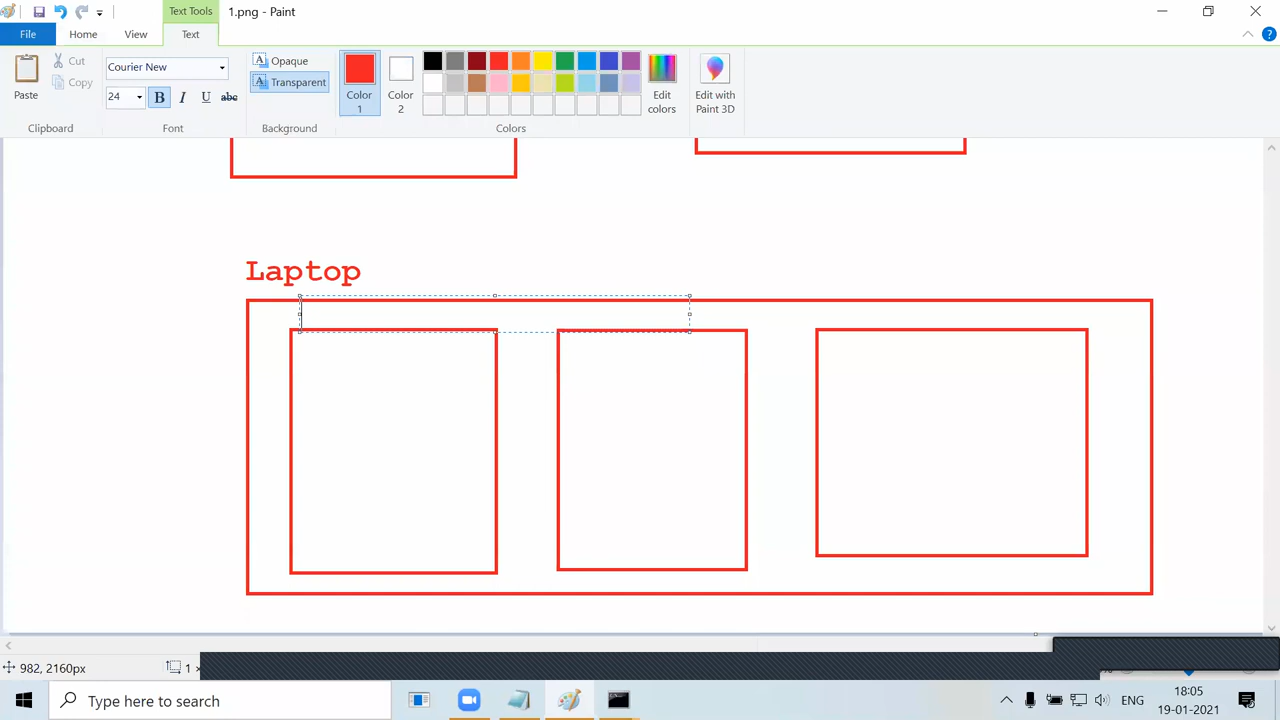 Text Tools
1.png - Paint
File
Home
View
Text
Paste
Cut
Copy
Clipboard
Courier New
24
B I U abc
Font
Opaque
Transparent
Background
Color 1
Color 2
Edit colors
Colors
Edit with Paint 3D
Laptop
982, 2160px
1 ×
Type here to search
ENG
18:05
19-01-2021
3